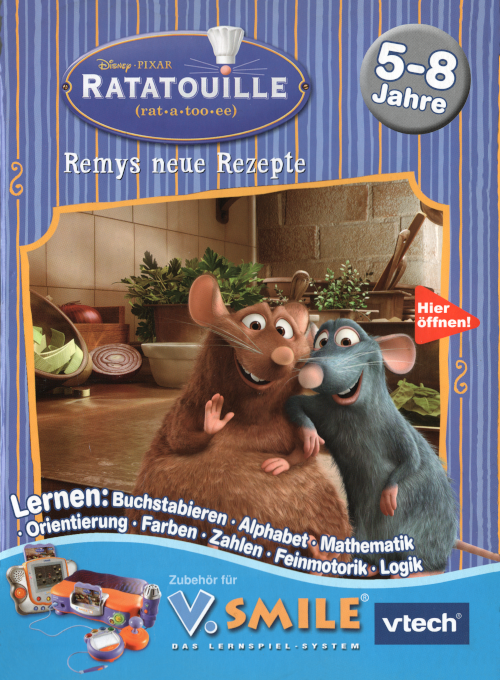 Disney · PIXAR
RATATOUILLE
(rat•a•too•ee)
5-8
Jahre
Remys neue Rezepte
Hier
öffnen!
Lernen: Buchstabieren · Alphabet · Mathematik
· Orientierung · Farben · Zahlen · Feinmotorik · Logik
Zubehör für
V.SMILE®
DAS LERNSPIEL-SYSTEM
vtech®